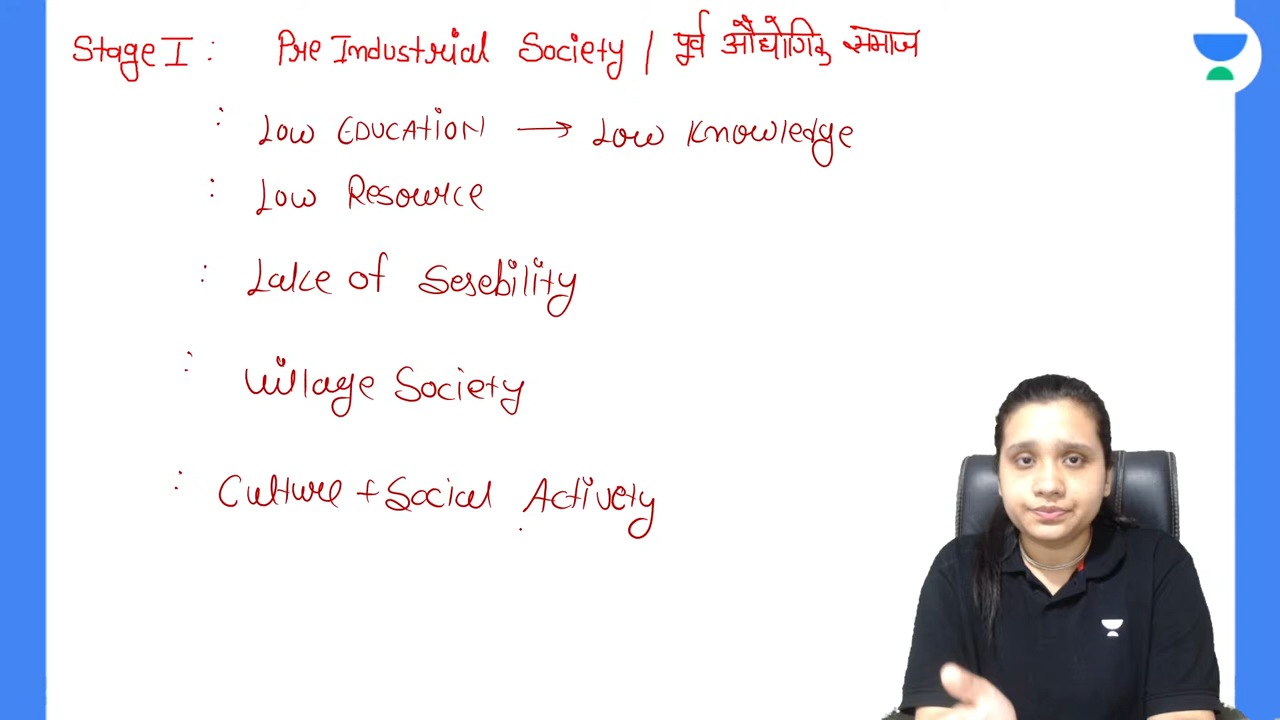 Stage I : Pre Industrial Society / पूर्व औद्योगिक समाज
: Low EDUCATION → Low Knowledge
: Low Resource
: Lake of Sesebility
: Village Society
: Culture + Social Activety